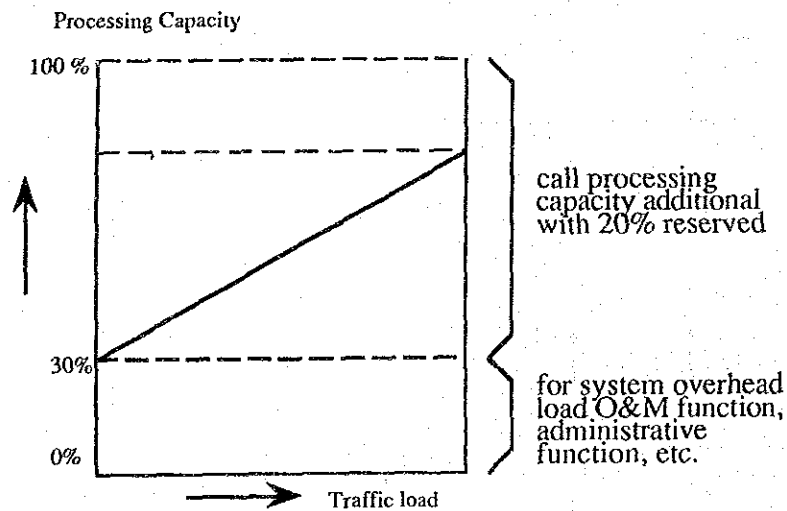 Processing Capacity
100 %
call processing
capacity additional
with 20% reserved
30%
for system overhead
load O&M function,
administrative
function, etc.
0%
Traffic load